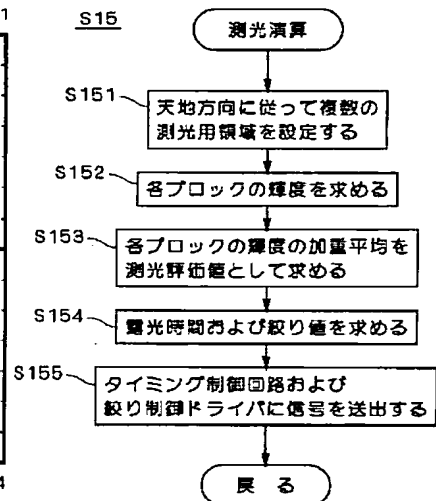 1
S15
測光演算
S151
天地方向に従って複数の
測光用領域を設定する
S152
各ブロックの輝度を求める
S153
各ブロックの輝度の加重平均を
測光評価値として求める
S154
露光時間および絞り値を求める
S155
タイミング制御回路および
絞り制御ドライバに信号を送出する
4
戻る